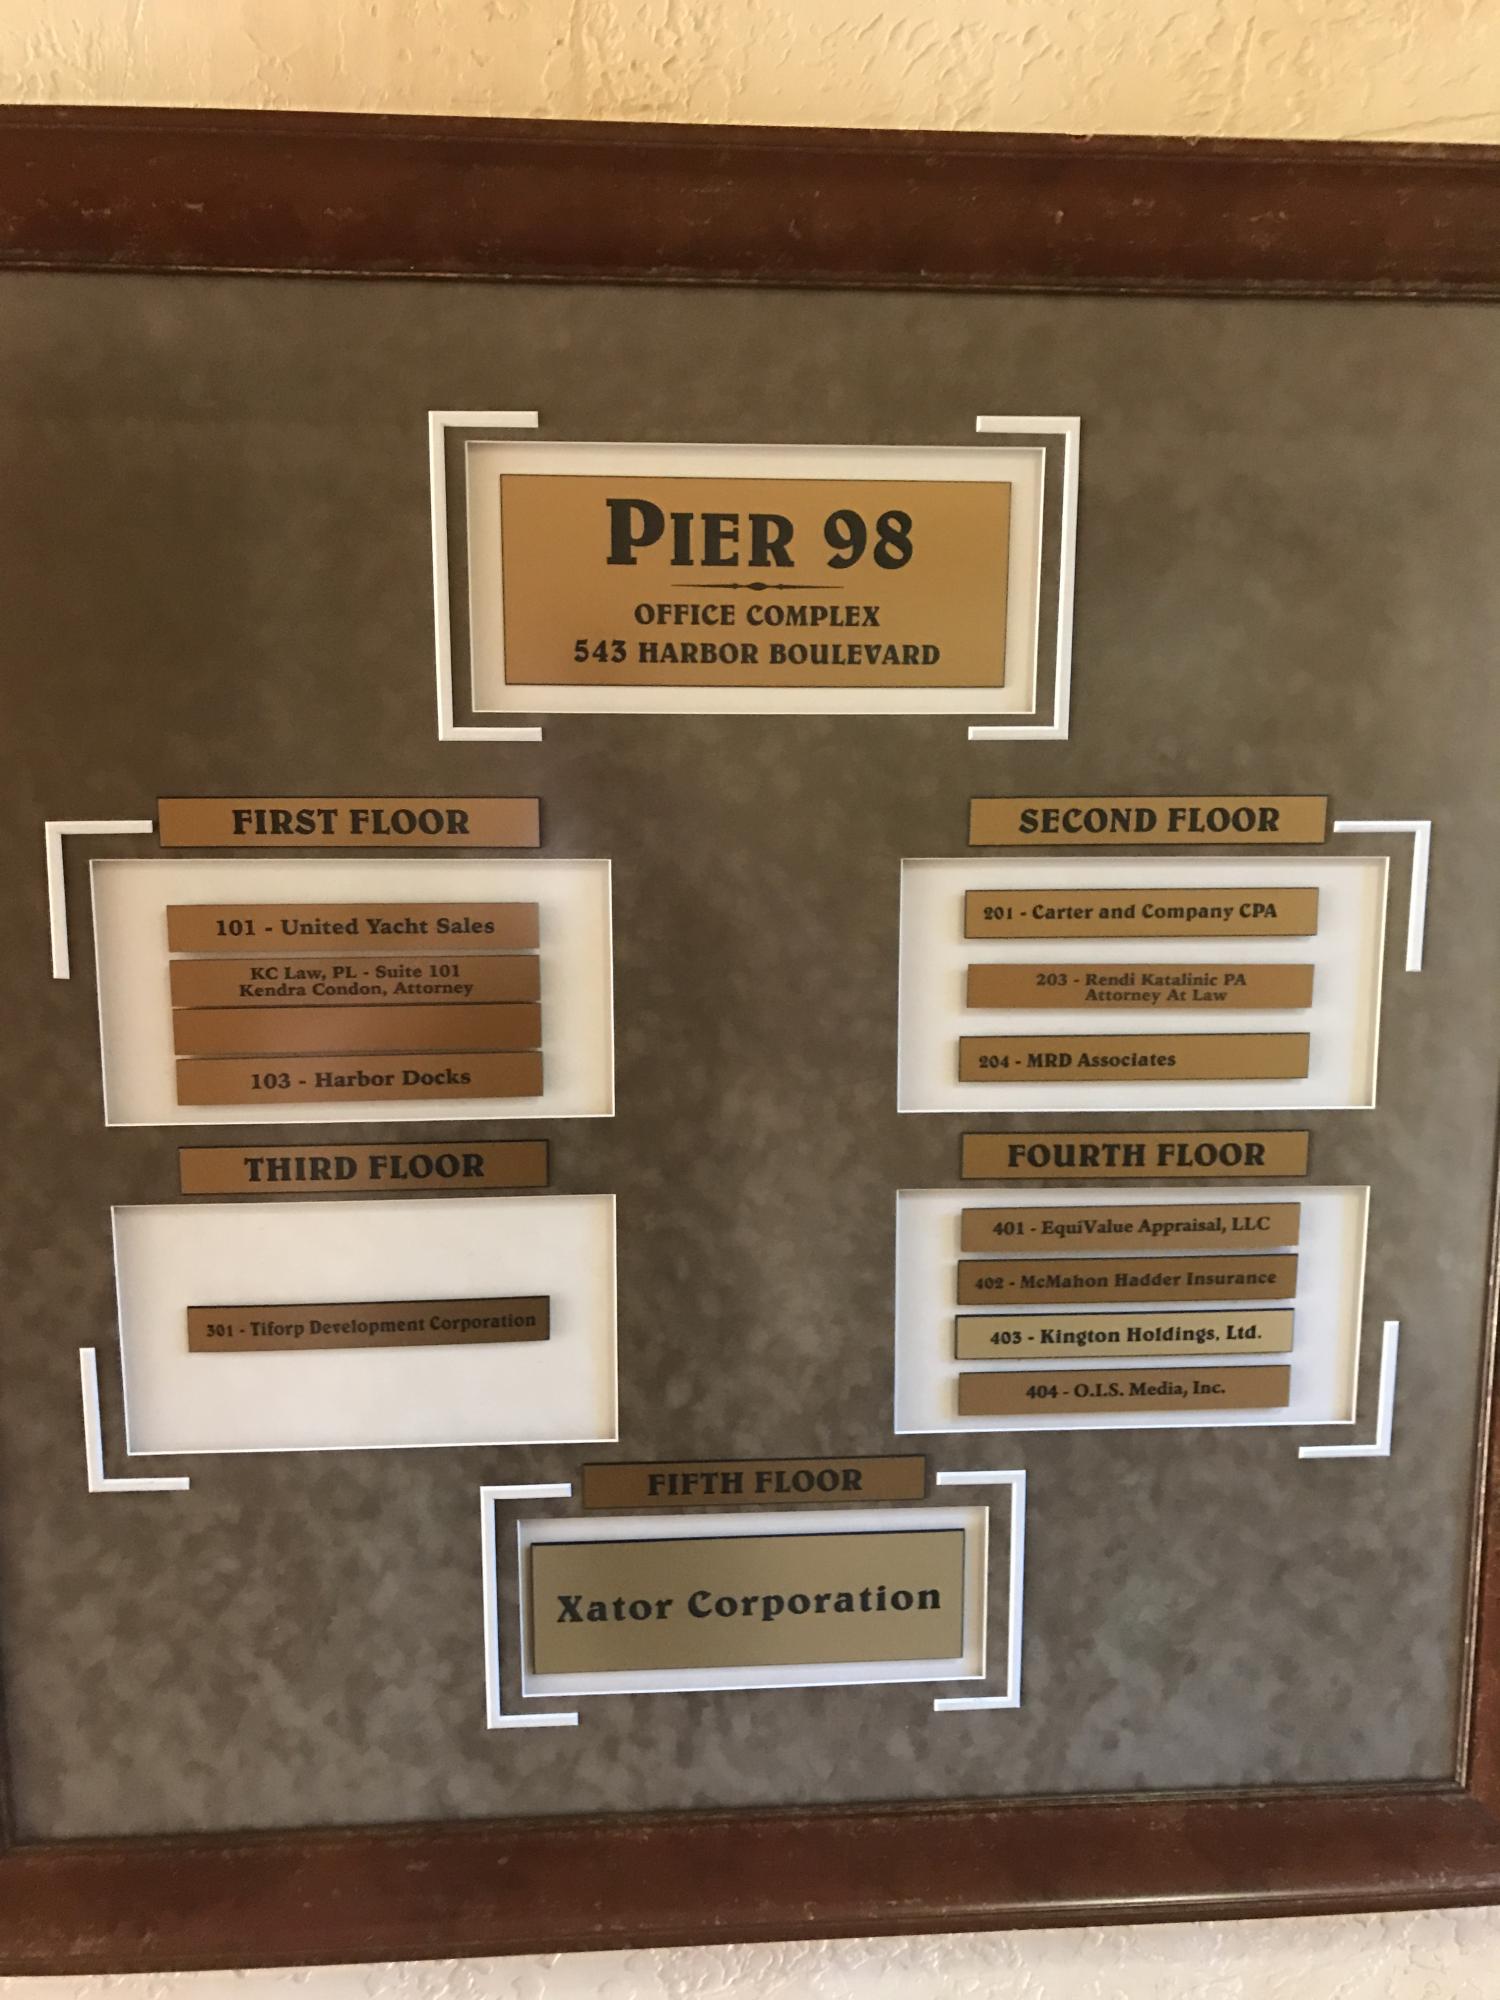 PIER 98
OFFICE COMPLEX
543 HARBOR BOULEVARD
FIRST FLOOR
101 - United Yacht Sales
KC Law, PL - Suite 101
Kendra Condon, Attorney
103 - Harbor Docks
SECOND FLOOR
201 - Carter and Company CPA
203 - Rendi Katalinic PA
Attorney At Law
204 - MRD Associates
THIRD FLOOR
301 - Tiforp Development Corporation
FOURTH FLOOR
401 - EquiValue Appraisal, LLC
402 - McMahon Hadder Insurance
403 - Kington Holdings, Ltd.
404 - O.I.S. Media, Inc.
FIFTH FLOOR
Xator Corporation